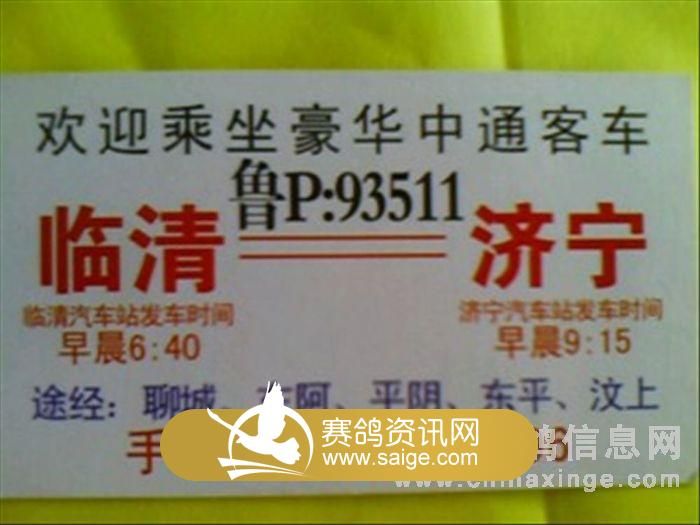 欢迎乘坐豪华中通客车
鲁P:93511
临清 济宁
临清汽车站发车时间 济宁汽车站发车时间
早晨6:40 早晨9:15
途经：聊城、东阿、平阴、东平、汶上
手
赛鸽资讯网
www.saige.com
鸽信息网
www.chinaxinge.com